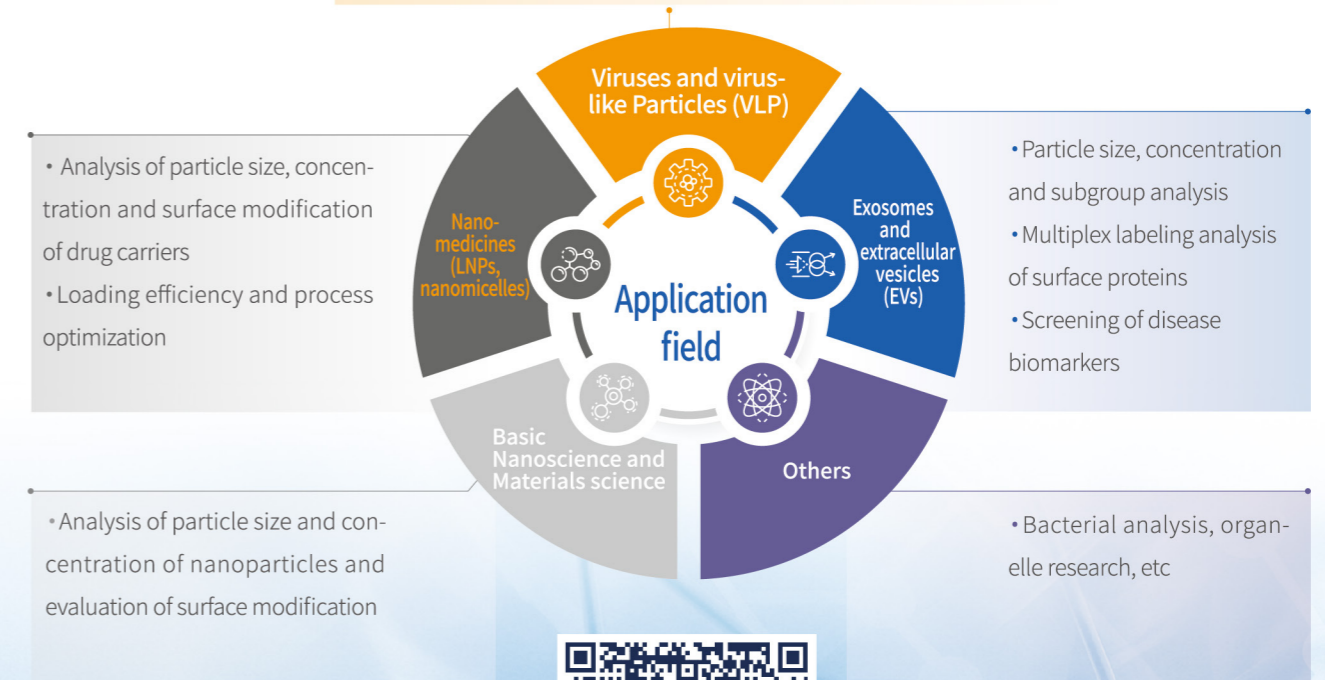 Viruses and virus-
like Particles (VLP)
• Analysis of particle size, concen-
tration and surface modification
of drug carriers
•Loading efficiency and process
optimization
Nano-
medicines
(LNPs,
nanomicelles)
Application
field
Exosomes
and
extracellular
vesicles
(EVs)
•Particle size, concentration
and subgroup analysis
•Multiplex labeling analysis
of surface proteins
•Screening of disease
biomarkers
Basic
Nanoscience and
Materials science
Others
•Analysis of particle size and con-
centration of nanoparticles and
evaluation of surface modification
•Bacterial analysis, organ-
elle research, etc